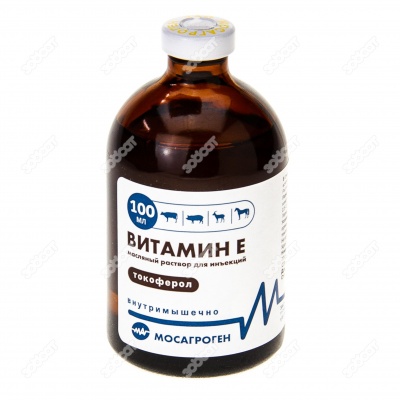 100
МЛ
ВИТАМИН Е
масляный раствор для инъекций
токоферол
внутримышечно
МОСАГРОГЕН